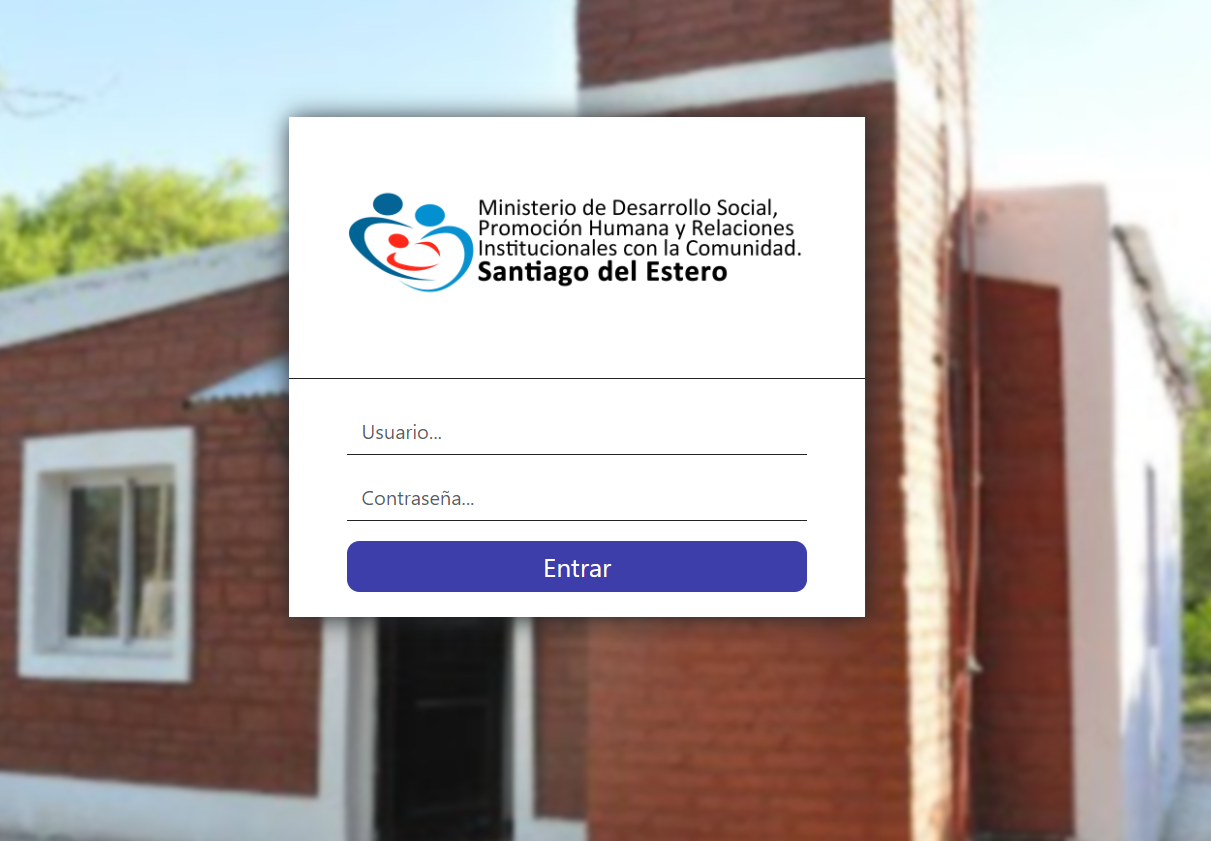 Ministerio de Desarrollo Social,
Promoción Humana y Relaciones
Institucionales con la Comunidad.
Santiago del Estero
Usuario...
Contraseña...
Entrar